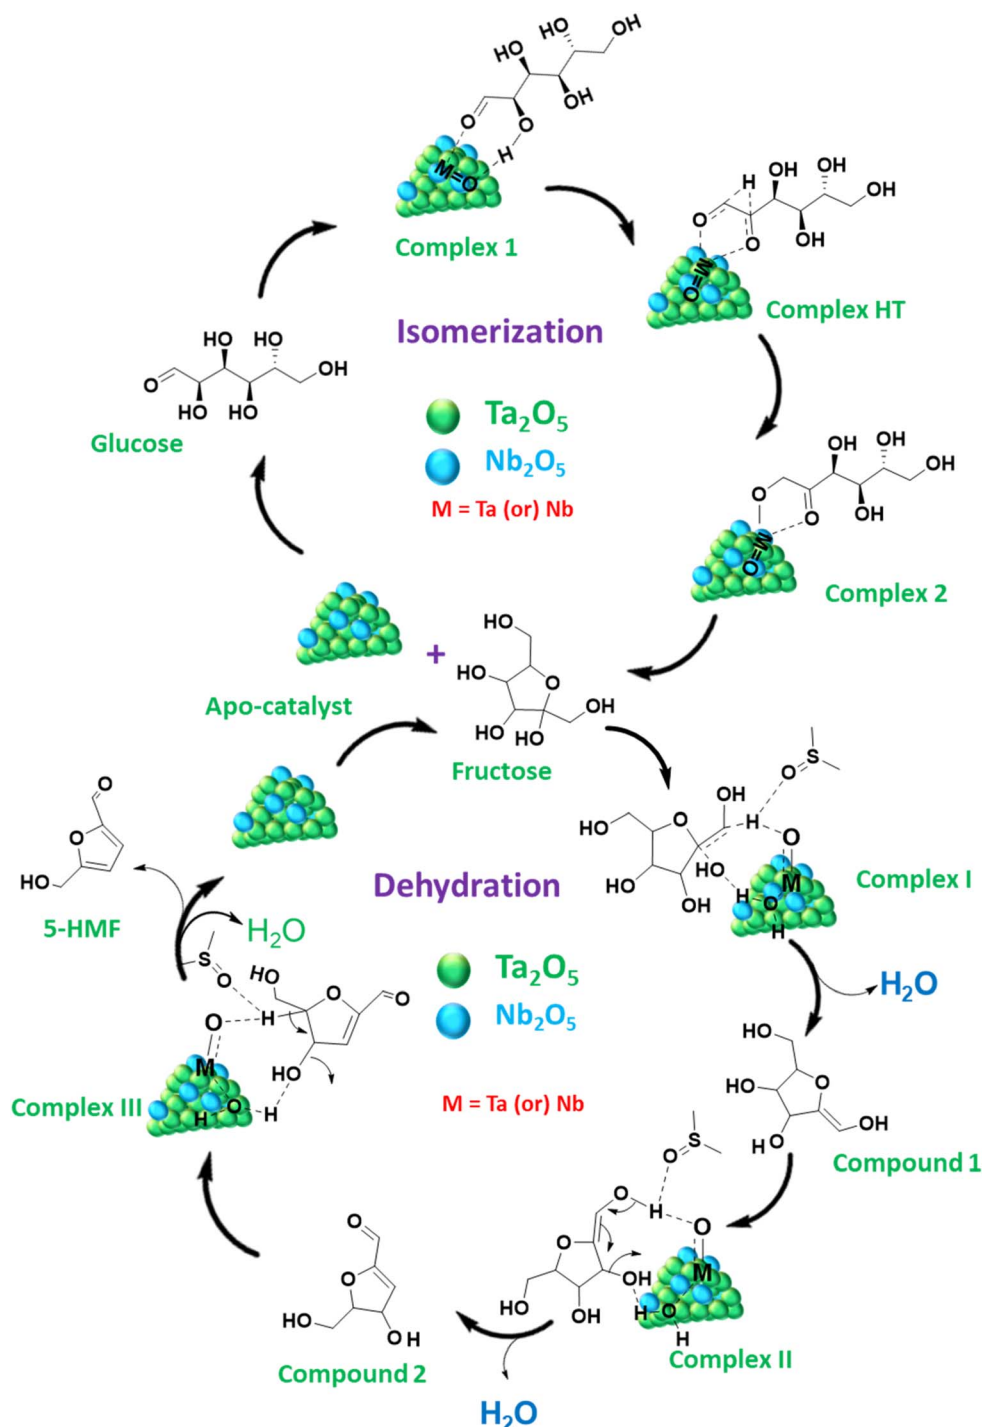 HO
HO
OH
HO
OH
O
O
H
M=O
Complex 1
H
OH
OH
OH
O
OH
O
M=O
Complex HT
Isomerization
HO
OH
OH
O
HO
HO
Glucose
Ta₂O₅
Nb₂O₅
M = Ta (or) Nb
OH
OH
OH
O
O
OH
M=O
Complex 2
Apo-catalyst
+
HO
HO
O
OH
HO
HO
Fructose
O
S
OH
O
H
HO
O
HO
HO
OH
M
H
O
H
Complex I
O
O
HO
5-HMF
H₂O
Dehydration
Ta₂O₅
Nb₂O₅
M = Ta (or) Nb
H₂O
S
O
HO
O
O
O
H
M
HO
H
O
H
Complex III
HO
HO
O
H
O
OH
Compound 1
O
S
O
H
O
O
M
HO
OH
OH
H
O
H
Complex II
O
O
HO
O
H
Compound 2
H₂O